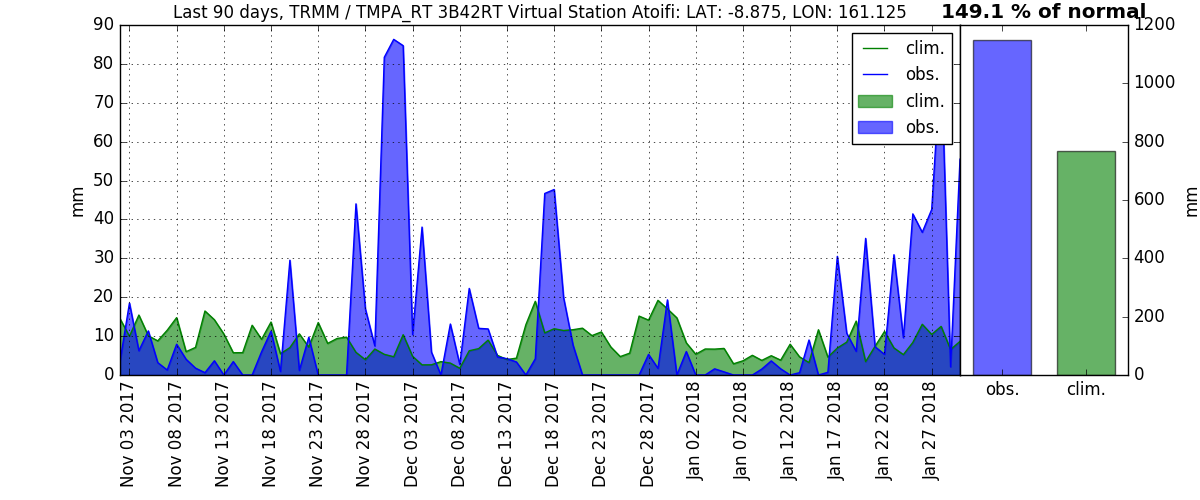 Last 90 days, TRMM / TMPA_RT 3B42RT Virtual Station Atoifi: LAT: -8.875, LON: 161.125
149.1 % of normal
90
80
70
60
50
40
30
20
10
0
mm
clim.
obs.
clim.
obs.
Nov 03 2017
Nov 08 2017
Nov 13 2017
Nov 18 2017
Nov 23 2017
Nov 28 2017
Dec 03 2017
Dec 08 2017
Dec 13 2017
Dec 18 2017
Dec 23 2017
Dec 28 2017
Jan 02 2018
Jan 07 2018
Jan 12 2018
Jan 17 2018
Jan 22 2018
Jan 27 2018
1200
1000
800
600
400
200
0
mm
obs.
clim.